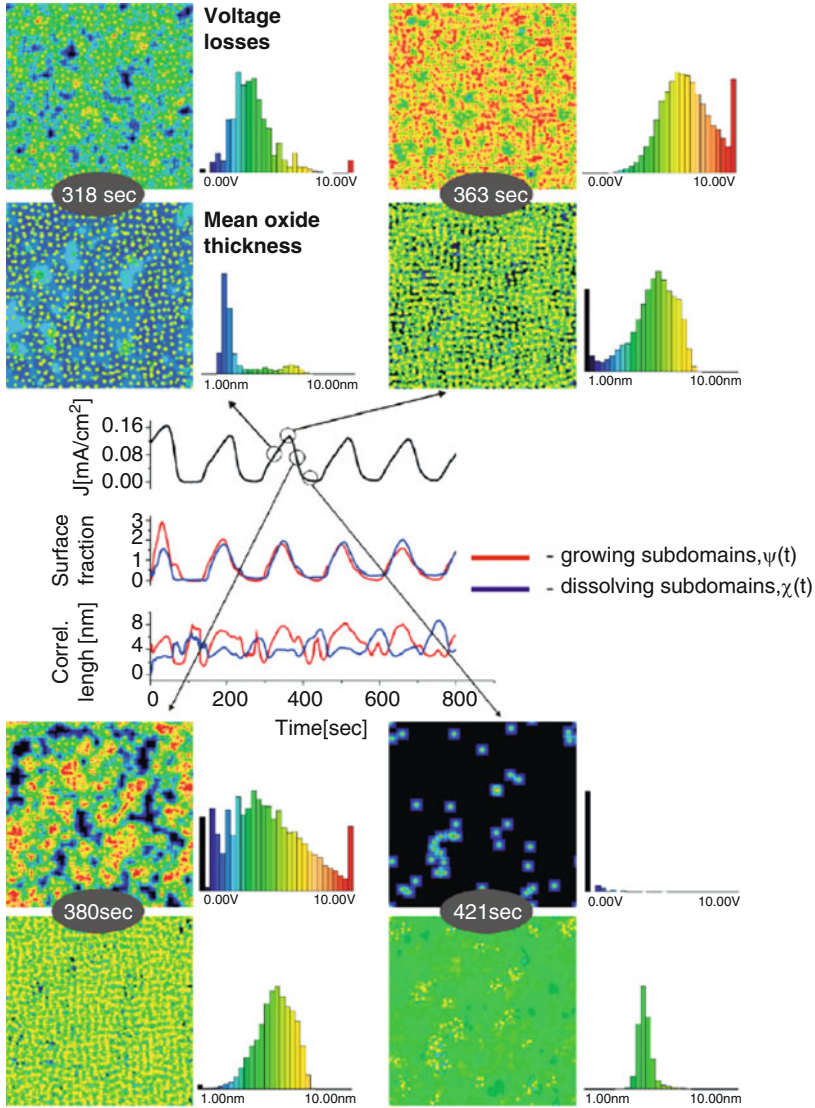 Voltage
losses
0.00V 10.00V
0.00V 10.00V
318 sec
363 sec
Mean oxide
thickness
1.00nm 10.00nm
1.00nm 10.00nm
J[mA/cm²]
0.16
0.08
0.00
Surface
fraction
3
2
1
0
- growing subdomains,ψ(t)
- dissolving subdomains,χ(t)
Correl.
lengh [nm]
8
4
0
0 200 400 600 800
Time[sec]
0.00V 10.00V
0.00V 10.00V
380sec
421sec
1.00nm 10.00nm
1.00nm 10.00nm